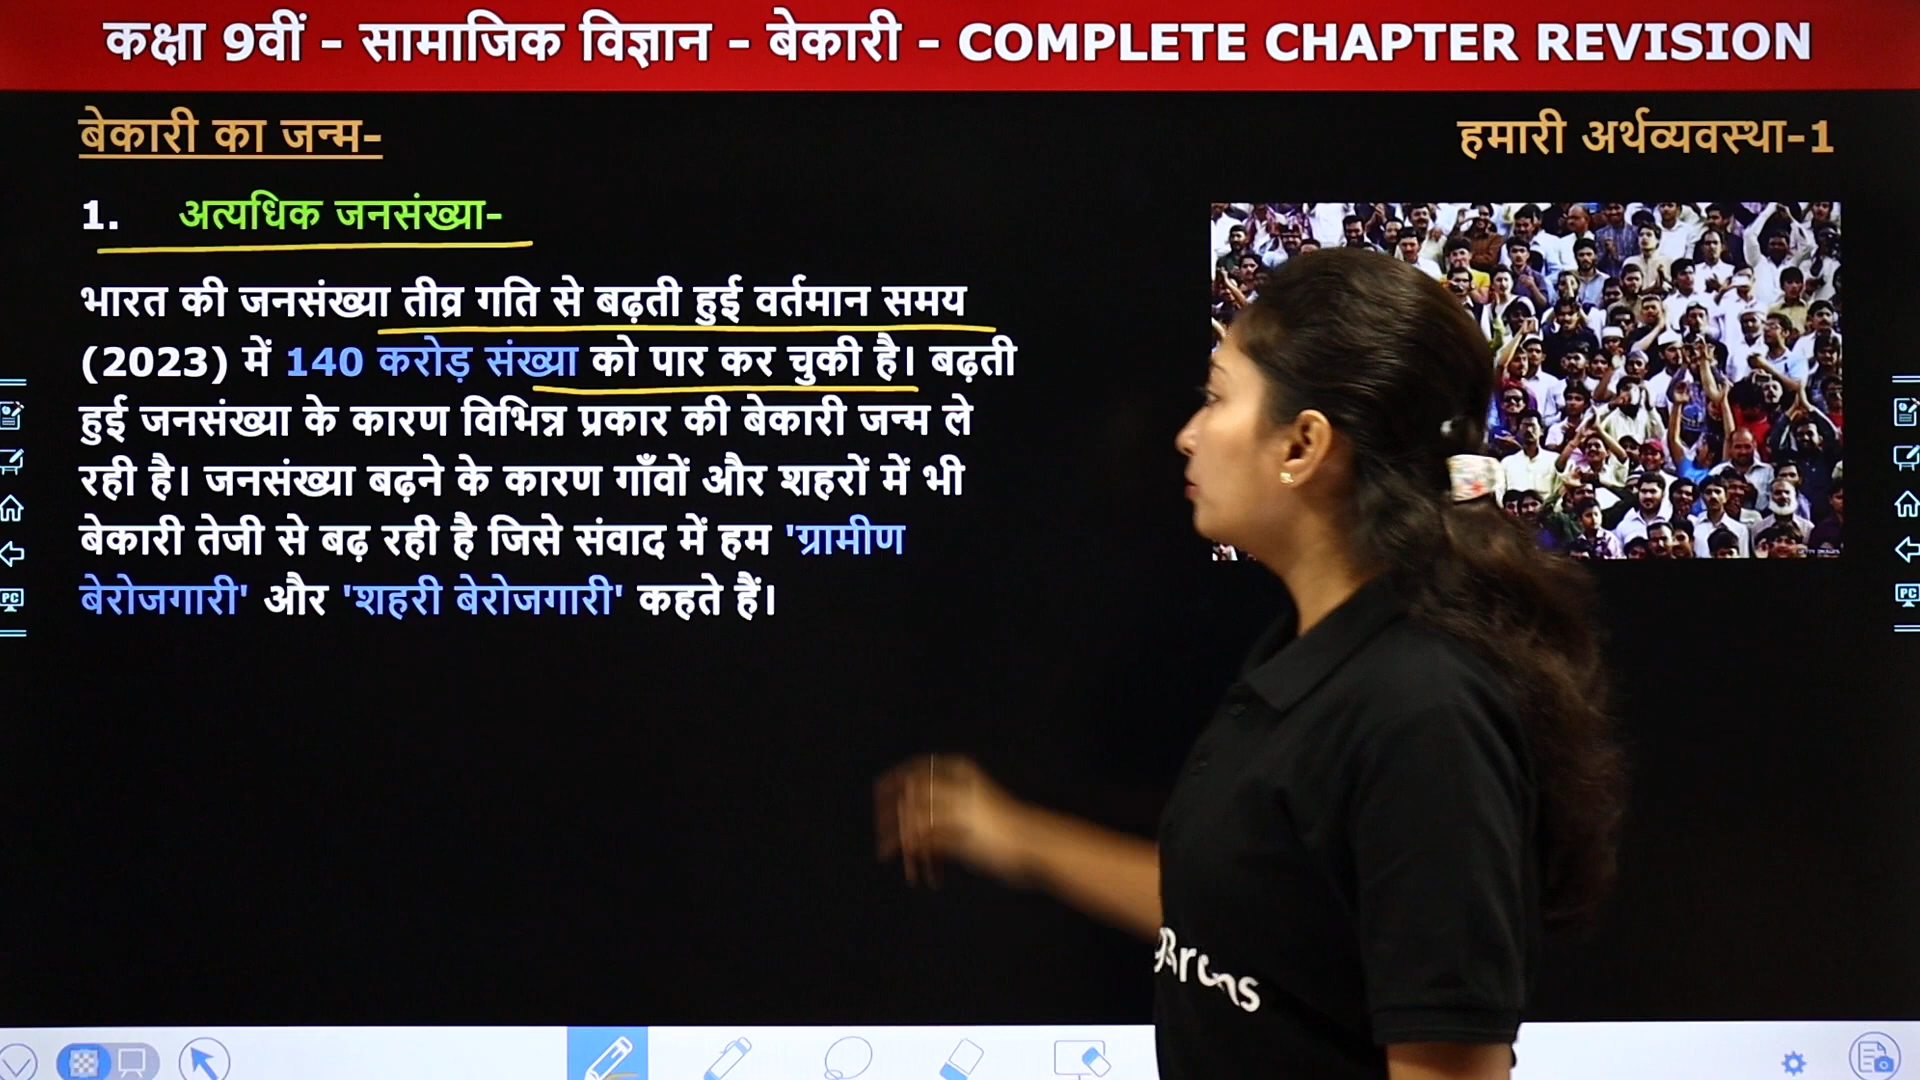 कक्षा 9वीं - सामाजिक विज्ञान - बेकारी - COMPLETE CHAPTER REVISION
बेकारी का जन्म-
हमारी अर्थव्यवस्था-1
1. अत्यधिक जनसंख्या-
भारत की जनसंख्या तीव्र गति से बढ़ती हुई वर्तमान समय
(2023) में 140 करोड़ संख्या को पार कर चुकी है। बढ़ती
हुई जनसंख्या के कारण विभिन्न प्रकार की बेकारी जन्म ले
रही है। जनसंख्या बढ़ने के कारण गाँवों और शहरों में भी
बेकारी तेजी से बढ़ रही है जिसे संवाद में हम 'ग्रामीण
बेरोजगारी' और 'शहरी बेरोजगारी' कहते हैं।
PC
PC